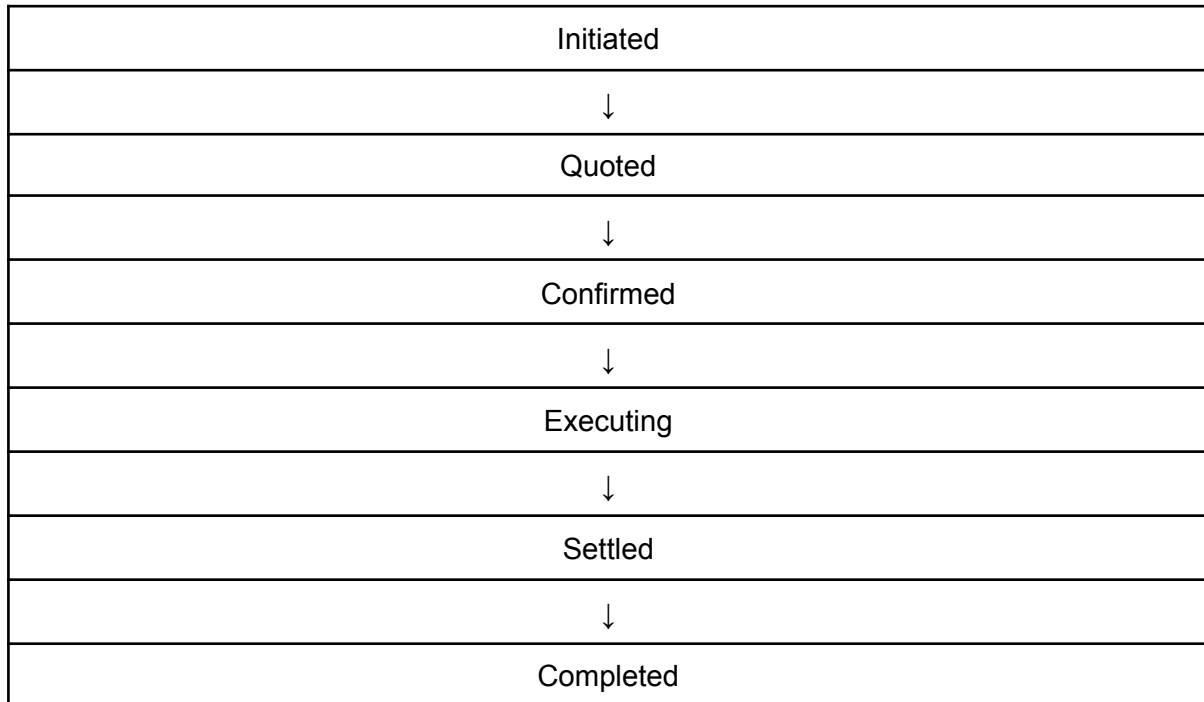 Initiated
↓
Quoted
↓
Confirmed
↓
Executing
↓
Settled
↓
Completed